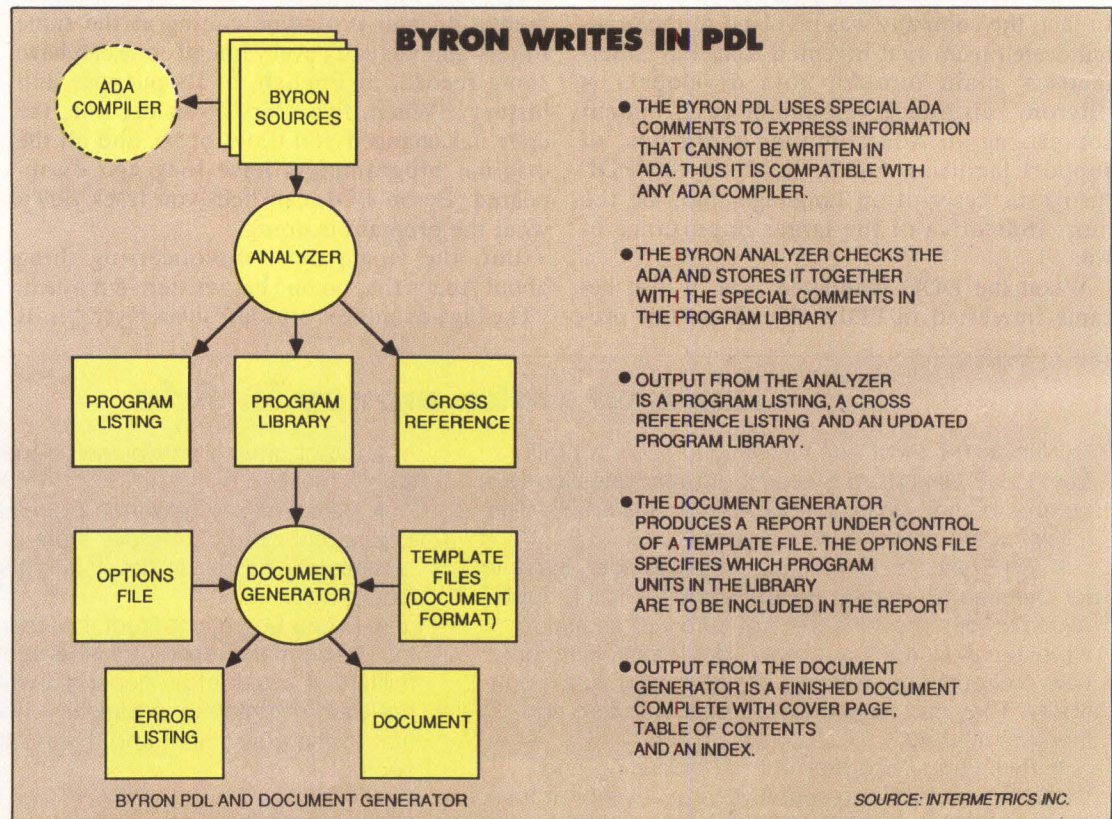 BYRON WRITES IN PDL
ADA
COMPILER
BYRON
SOURCES
ANALYZER
PROGRAM
LISTING
PROGRAM
LIBRARY
CROSS
REFERENCE
OPTIONS
FILE
DOCUMENT
GENERATOR
TEMPLATE
FILES
(DOCUMENT
FORMAT)
ERROR
LISTING
DOCUMENT
BYRON PDL AND DOCUMENT GENERATOR
● THE BYRON PDL USES SPECIAL ADA
COMMENTS TO EXPRESS INFORMATION
THAT CANNOT BE WRITTEN IN
ADA. THUS IT IS COMPATIBLE WITH
ANY ADA COMPILER.
● THE BYRON ANALYZER CHECKS THE
ADA AND STORES IT TOGETHER
WITH THE SPECIAL COMMENTS IN
THE PROGRAM LIBRARY
● OUTPUT FROM THE ANALYZER
IS A PROGRAM LISTING, A CROSS
REFERENCE LISTING AND AN UPDATED
PROGRAM LIBRARY.
● THE DOCUMENT GENERATOR
PRODUCES A REPORT UNDER CONTROL
OF A TEMPLATE FILE. THE OPTIONS FILE
SPECIFIES WHICH PROGRAM
UNITS IN THE LIBRARY
ARE TO BE INCLUDED IN THE REPORT
● OUTPUT FROM THE DOCUMENT
GENERATOR IS A FINISHED DOCUMENT
COMPLETE WITH COVER PAGE,
TABLE OF CONTENTS
AND AN INDEX.
SOURCE: INTERMETRICS INC.